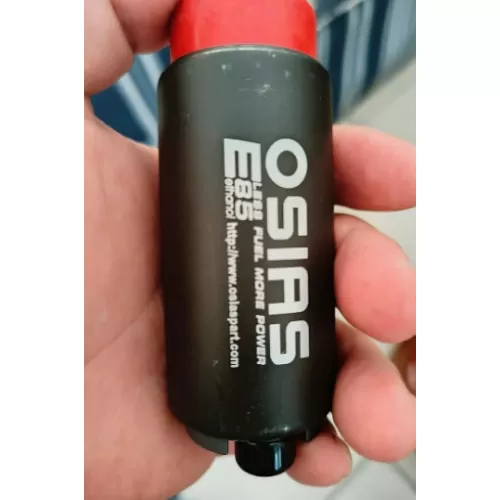 OSIAS
LESS FUEL MORE POWER
E85
ethanol http://www.osiaspart.com